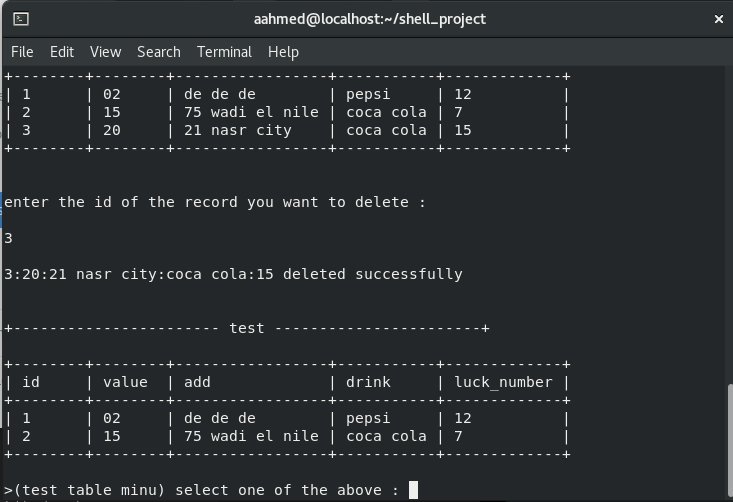 aahmed@localhost:~/shell_project
File Edit View Search Terminal Help
+--------+--------+-----------------+-----------+-------------+
| 1      | 02     | de de de        | pepsi     | 12          |
| 2      | 15     | 75 wadi el nile | coca cola | 7           |
| 3      | 20     | 21 nasr city    | coca cola | 15          |
+--------+--------+-----------------+-----------+-------------+
enter the id of the record you want to delete :
3
3:20:21 nasr city:coca cola:15 deleted successfully
+----------------------- test -----------------------+
+--------+--------+-----------------+-----------+-------------+
| id     | value  | add             | drink     | luck_number |
+--------+--------+-----------------+-----------+-------------+
| 1      | 02     | de de de        | pepsi     | 12          |
| 2      | 15     | 75 wadi el nile | coca cola | 7           |
+--------+--------+-----------------+-----------+-------------+
>(test table minu) select one of the above :